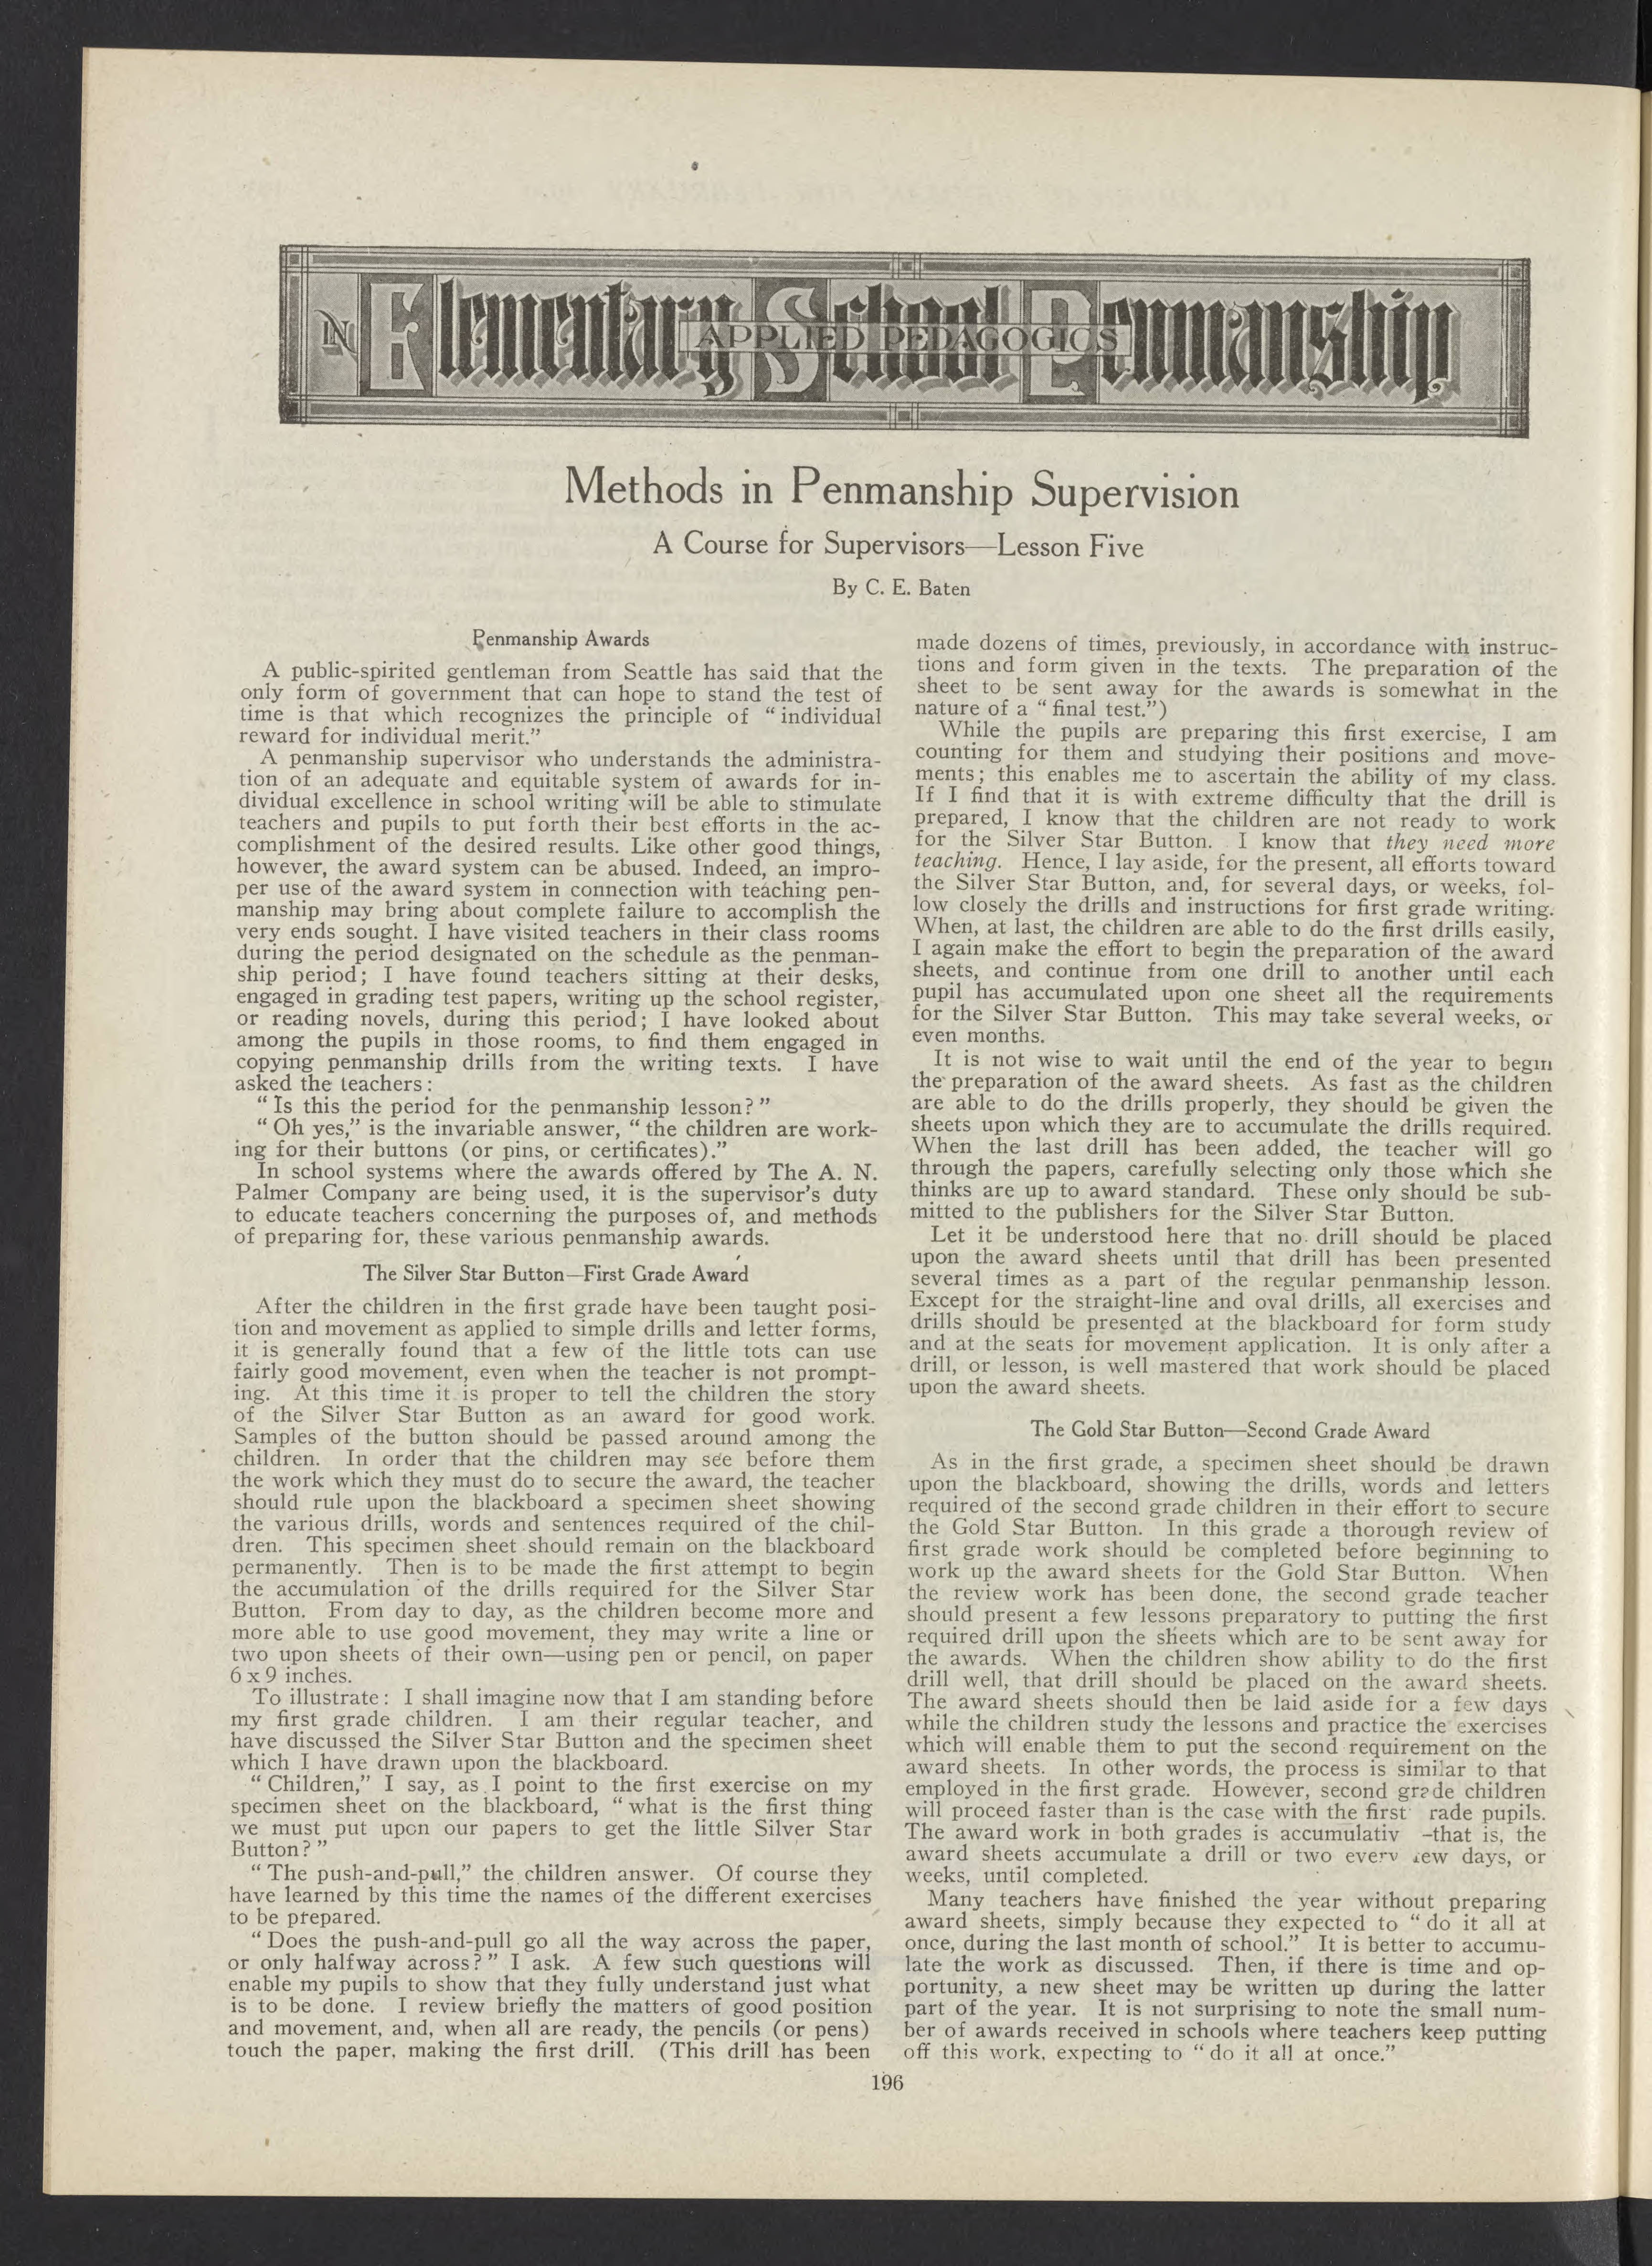 IN Elementary School Penmanship
APPLIED PEDAGOGICS
Methods in Penmanship Supervision
A Course for Supervisors—Lesson Five
By C. E. Baten
Penmanship Awards
A public-spirited gentleman from Seattle has said that the
only form of government that can hope to stand the test of
time is that which recognizes the principle of "individual
reward for individual merit."
A penmanship supervisor who understands the administra-
tion of an adequate and equitable system of awards for in-
dividual excellence in school writing will be able to stimulate
teachers and pupils to put forth their best efforts in the ac-
complishment of the desired results. Like other good things,
however, the award system can be abused. Indeed, an impro-
per use of the award system in connection with teaching pen-
manship may bring about complete failure to accomplish the
very ends sought. I have visited teachers in their class rooms
during the period designated on the schedule as the penman-
ship period; I have found teachers sitting at their desks,
engaged in grading test papers, writing up the school register,
or reading novels, during this period; I have looked about
among the pupils in those rooms, to find them engaged in
copying penmanship drills from the writing texts. I have
asked the teachers:
"Is this the period for the penmanship lesson?"
"Oh yes," is the invariable answer, "the children are work-
ing for their buttons (or pins, or certificates)."
In school systems where the awards offered by The A. N.
Palmer Company are being used, it is the supervisor's duty
to educate teachers concerning the purposes of, and methods
of preparing for, these various penmanship awards.
The Silver Star Button—First Grade Award
After the children in the first grade have been taught posi-
tion and movement as applied to simple drills and letter forms,
it is generally found that a few of the little tots can use
fairly good movement, even when the teacher is not prompt-
ing. At this time it is proper to tell the children the story
of the Silver Star Button as an award for good work.
Samples of the button should be passed around among the
children. In order that the children may see before them
the work which they must do to secure the award, the teacher
should rule upon the blackboard a specimen sheet showing
the various drills, words and sentences required of the chil-
dren. This specimen sheet should remain on the blackboard
permanently. Then is to be made the first attempt to begin
the accumulation of the drills required for the Silver Star
Button. From day to day, as the children become more and
more able to use good movement, they may write a line or
two upon sheets of their own—using pen or pencil, on paper
6 x 9 inches.
To illustrate: I shall imagine now that I am standing before
my first grade children. I am their regular teacher, and
have discussed the Silver Star Button and the specimen sheet
which I have drawn upon the blackboard.
"Children," I say, as I point to the first exercise on my
specimen sheet on the blackboard, "what is the first thing
we must put upon our papers to get the little Silver Star
Button?"
"The push-and-pull," the children answer. Of course they
have learned by this time the names of the different exercises
to be prepared.
"Does the push-and-pull go all the way across the paper,
or only halfway across?" I ask. A few such questions will
enable my pupils to show that they fully understand just what
is to be done. I review briefly the matters of good position
and movement, and, when all are ready, the pencils (or pens)
touch the paper, making the first drill. (This drill has been
made dozens of times, previously, in accordance with instruc-
tions and form given in the texts. The preparation of the
sheet to be sent away for the awards is somewhat in the
nature of a "final test.")
While the pupils are preparing this first exercise, I am
counting for them and studying their positions and move-
ments; this enables me to ascertain the ability of my class.
If I find that it is with extreme difficulty that the drill is
prepared, I know that the children are not ready to work
for the Silver Star Button. I know that they need more
teaching. Hence, I lay aside, for the present, all efforts toward
the Silver Star Button, and, for several days, or weeks, fol-
low closely the drills and instructions for first grade writing.
When, at last, the children are able to do the first drills easily,
I again make the effort to begin the preparation of the award
sheets, and continue from one drill to another until each
pupil has accumulated upon one sheet all the requirements
for the Silver Star Button. This may take several weeks, or
even months.
It is not wise to wait until the end of the year to begin
the preparation of the award sheets. As fast as the children
are able to do the drills properly, they should be given the
sheets upon which they are to accumulate the drills required.
When the last drill has been added, the teacher will go
through the papers, carefully selecting only those which she
thinks are up to award standard. These only should be sub-
mitted to the publishers for the Silver Star Button.
Let it be understood here that no drill should be placed
upon the award sheets until that drill has been presented
several times as a part of the regular penmanship lesson.
Except for the straight-line and oval drills, all exercises and
drills should be presented at the blackboard for form study
and at the seats for movement application. It is only after a
drill, or lesson, is well mastered that work should be placed
upon the award sheets.
The Gold Star Button—Second Grade Award
As in the first grade, a specimen sheet should be drawn
upon the blackboard, showing the drills, words and letters
required of the second grade children in their effort to secure
the Gold Star Button. In this grade a thorough review of
first grade work should be completed before beginning to
work up the award sheets for the Gold Star Button. When
the review work has been done, the second grade teacher
should present a few lessons preparatory to putting the first
required drill upon the sheets which are to be sent away for
the awards. When the children show ability to do the first
drill well, that drill should be placed on the award sheets.
The award sheets should then be laid aside for a few days
while the children study the lessons and practice the exercises
which will enable them to put the second requirement on the
award sheets. In other words, the process is similar to that
employed in the first grade. However, second grade children
will proceed faster than is the case with the first rade pupils.
The award work in both grades is accumulativ –that is, the
award sheets accumulate a drill or two every few days, or
weeks, until completed.
Many teachers have finished the year without preparing
award sheets, simply because they expected to "do it all at
once, during the last month of school." It is better to accumu-
late the work as discussed. Then, if there is time and op-
portunity, a new sheet may be written up during the latter
part of the year. It is not surprising to note the small num-
ber of awards received in schools where teachers keep putting
off this work, expecting to "do it all at once."
196